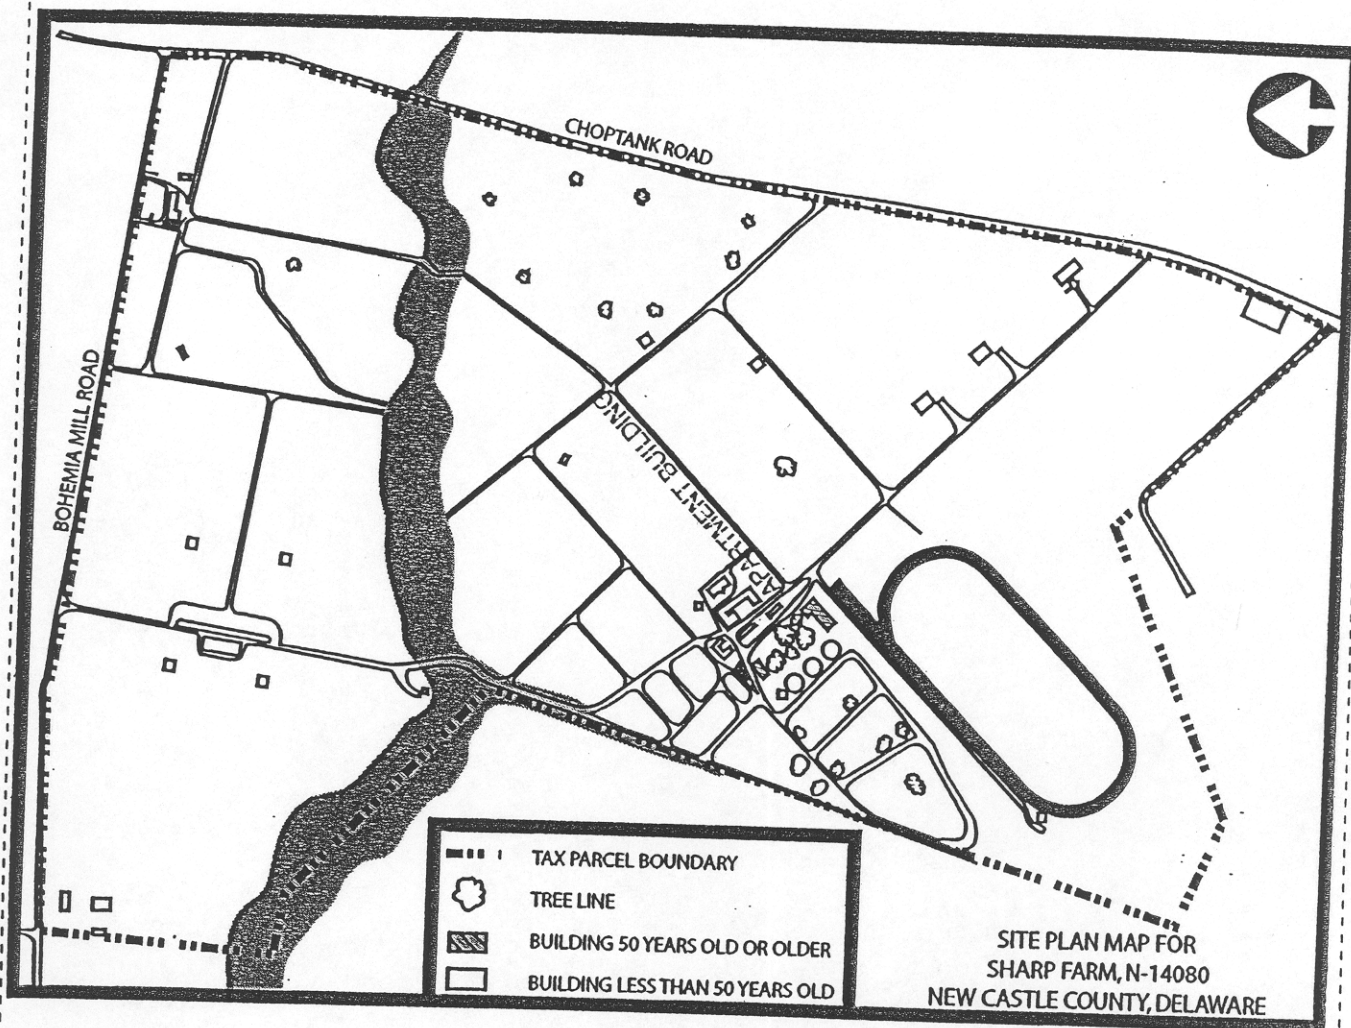 CHOPTANK ROAD
BOHEMIA MILL ROAD
APARTMENT BUILDING
TAX PARCEL BOUNDARY
TREE LINE
BUILDING 50 YEARS OLD OR OLDER
BUILDING LESS THAN 50 YEARS OLD
SITE PLAN MAP FOR
SHARP FARM, N-14080
NEW CASTLE COUNTY, DELAWARE